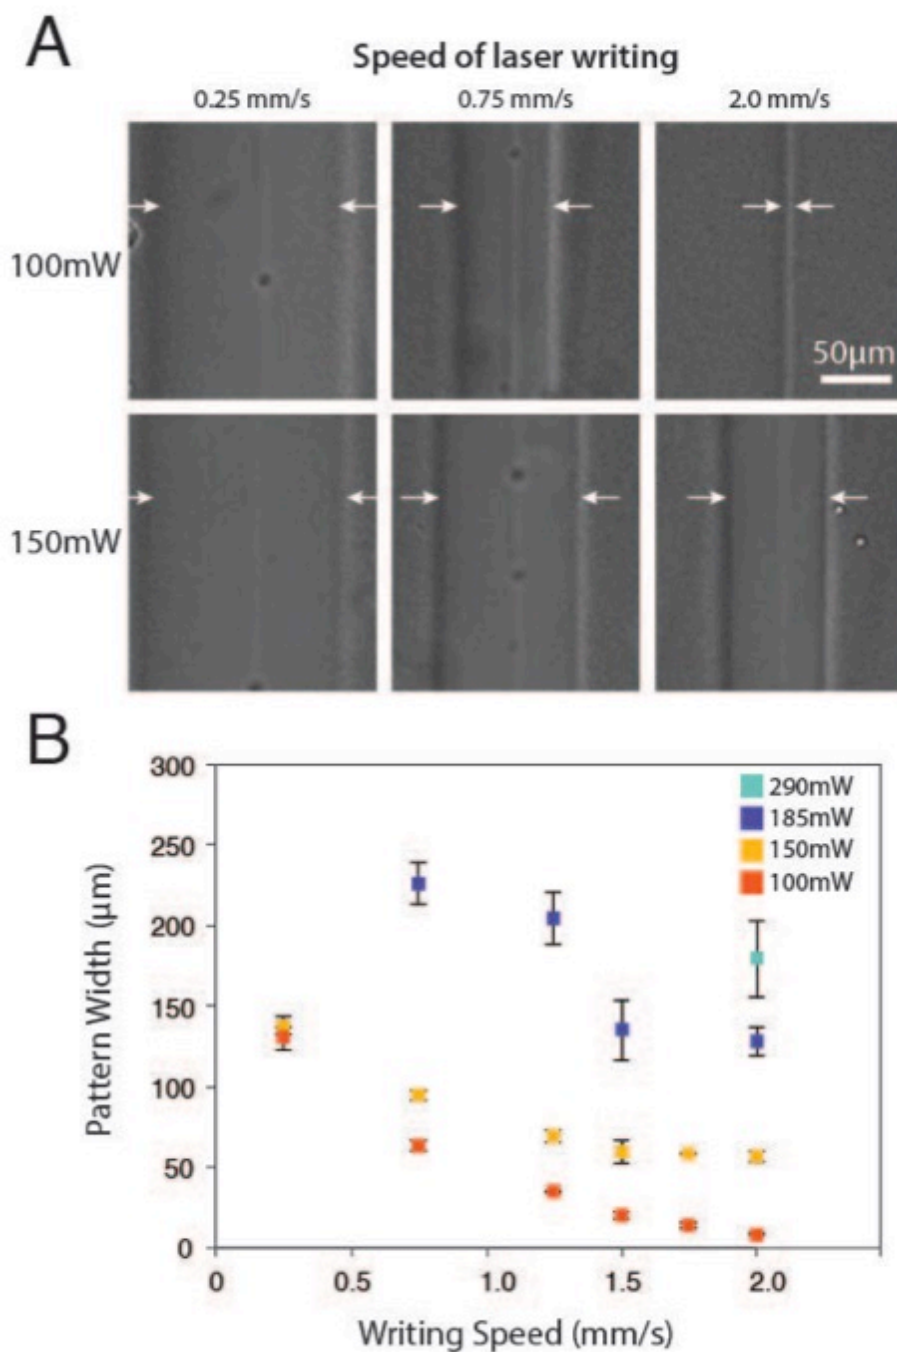 A
Speed of laser writing
0.25 mm/s 0.75 mm/s 2.0 mm/s
100mW
50μm
150mW
B
300
250
200
150
100
50
0
Pattern Width (μm)
290mW
185mW
150mW
100mW
0 0.5 1.0 1.5 2.0
Writing Speed (mm/s)